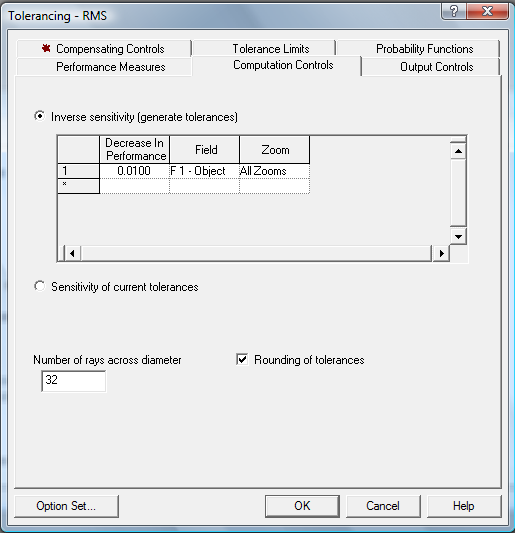 Tolerancing - RMS
Compensating Controls Tolerance Limits Probability Functions
Performance Measures Computation Controls Output Controls
Inverse sensitivity (generate tolerances)
Decrease In
Performance Field Zoom
1 0.0100 F 1 - Object All Zooms
*
Sensitivity of current tolerances
Number of rays across diameter Rounding of tolerances
32
Option Set... OK Cancel Help